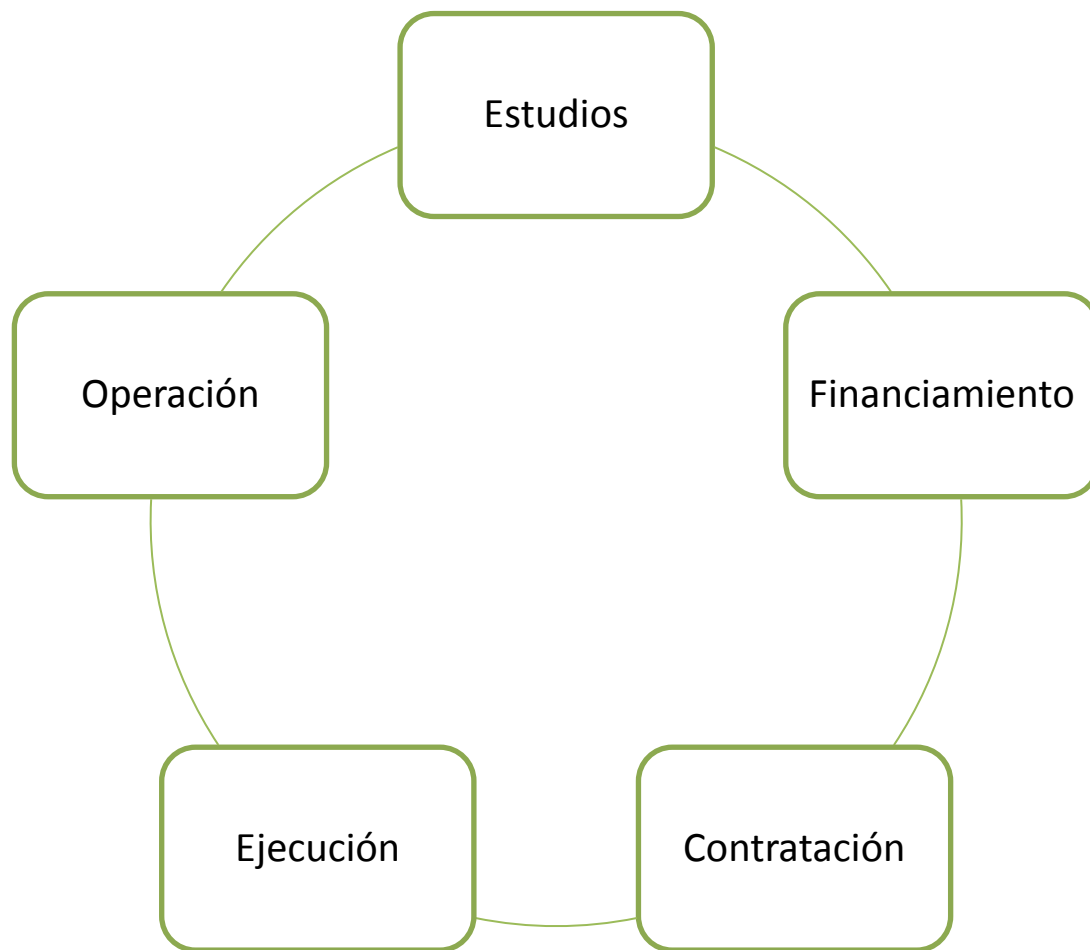 Estudios
Financiamiento
Contratación
Ejecución
Operación